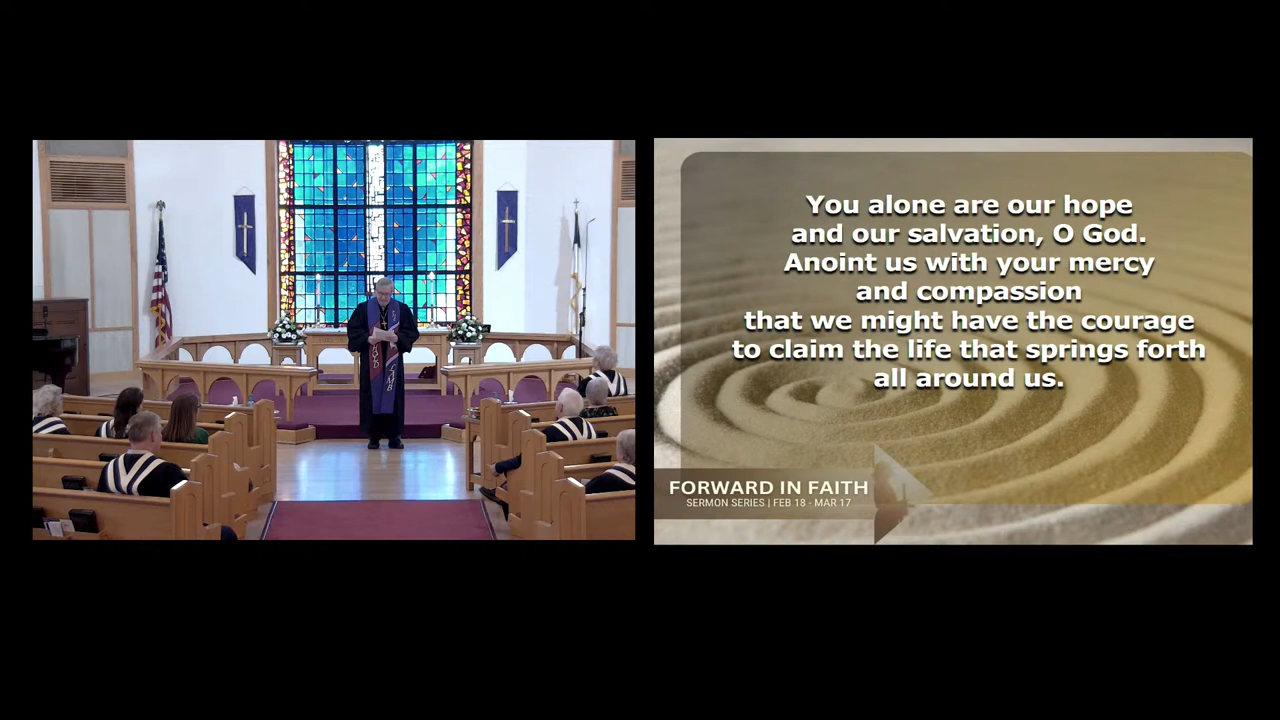 You alone are our hope
and our salvation, O God.
Anoint us with your mercy
and compassion
that we might have the courage
to claim the life that springs forth
all around us.
FORWARD IN FAITH
SERMON SERIES | FEB 18 - MAR 17
LAMB